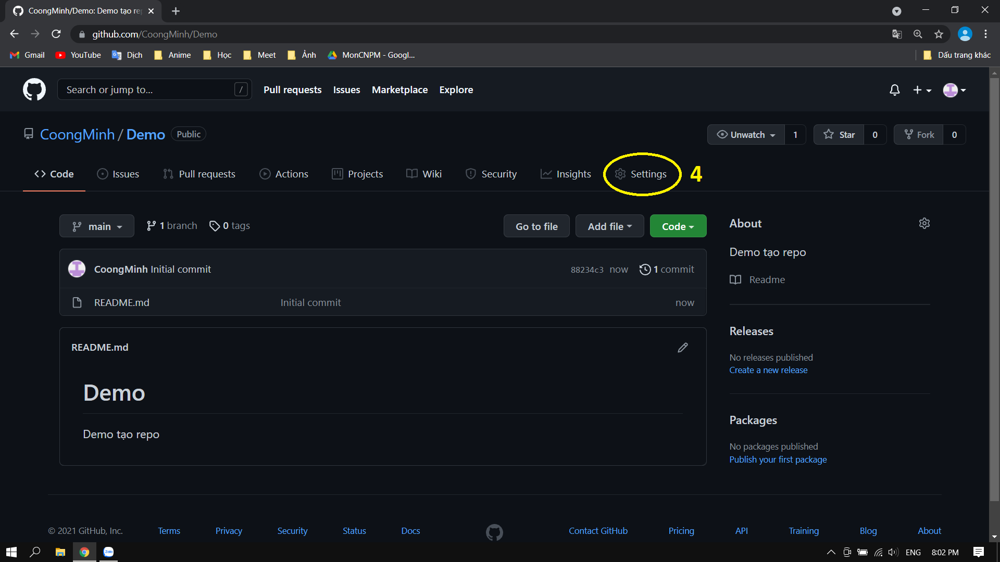 CoongMinh/Demo: Demo tạo re
github.com/CoongMinh/Demo
Gmail YouTube Dịch Anime Học Meet Ảnh MonCNPM - Googl... Dấu trang khác
Search or jump to... / Pull requests Issues Marketplace Explore
CoongMinh / Demo Public Unwatch 1 Star 0 Fork 0
Code Issues Pull requests Actions Projects Wiki Security Insights Settings 4
main 1 branch 0 tags Go to file Add file Code
CoongMinh Initial commit 88234c3 now 1 commit
README.md Initial commit now
README.md
Demo
Demo tạo repo
About
Demo tạo repo
Readme
Releases
No releases published
Create a new release
Packages
No packages published
Publish your first package
© 2021 GitHub, Inc. Terms Privacy Security Status Docs Contact GitHub Pricing API Training Blog About
Zalo ENG 8:02 PM